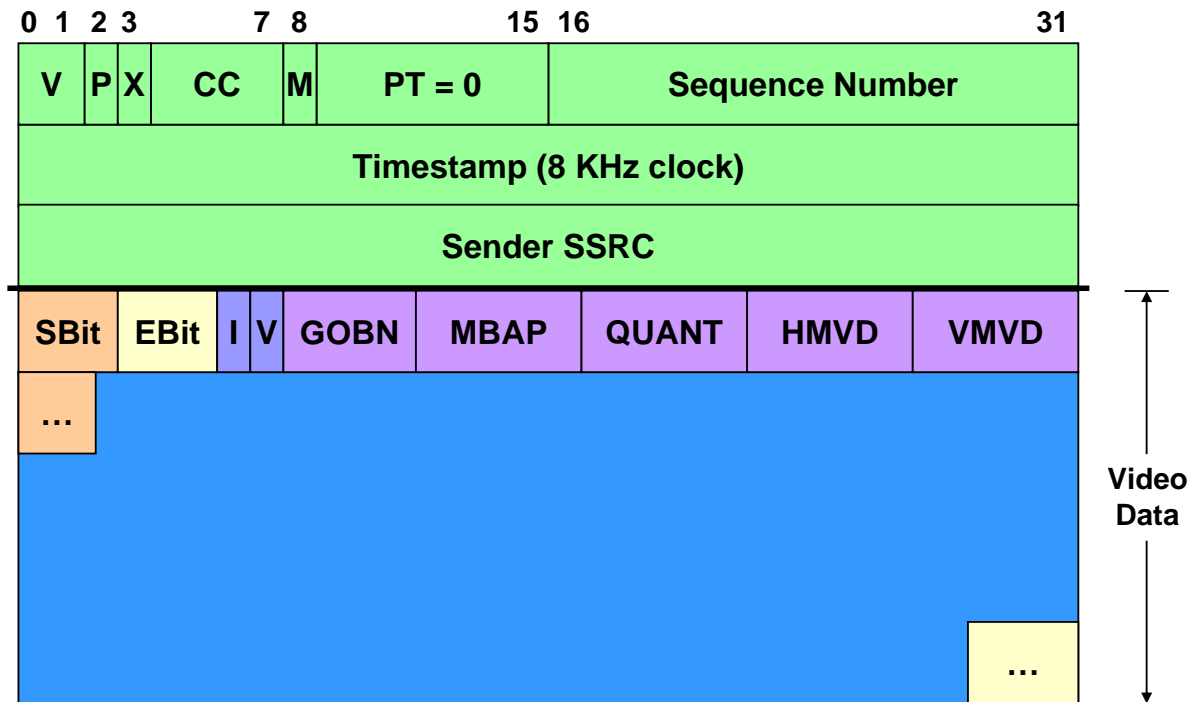 0 1 2 3 7 8 15 16 31
V P X CC M PT = 0 Sequence Number
Timestamp (8 KHz clock)
Sender SSRC
SBit EBit I V GOBN MBAP QUANT HMVD VMVD
...
Video
Data
...